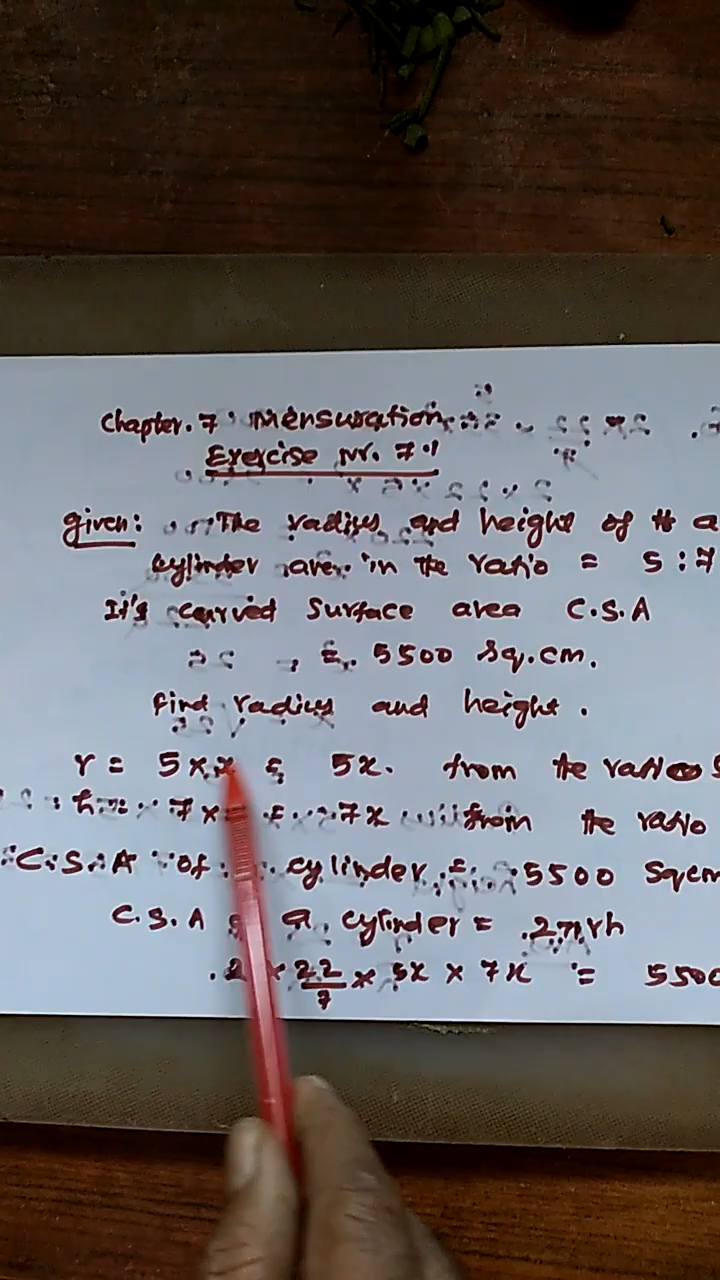 Chapter. 7. Mensuration
Exercise Nr. 7.1
given: The radius and height of a
cylinder are in the ratio = 5:7
It's curved surface area C.S.A
= 5500 sq.cm.
find radius and height.
r = 5 x x = 5x. from the ratio
h = 7 x = 7x from the ratio
C.S.A of cylinder = 5500 Sqcm
C.S.A a cylinder = 2πrh
2 x 22/7 x 5x x 7x = 5500